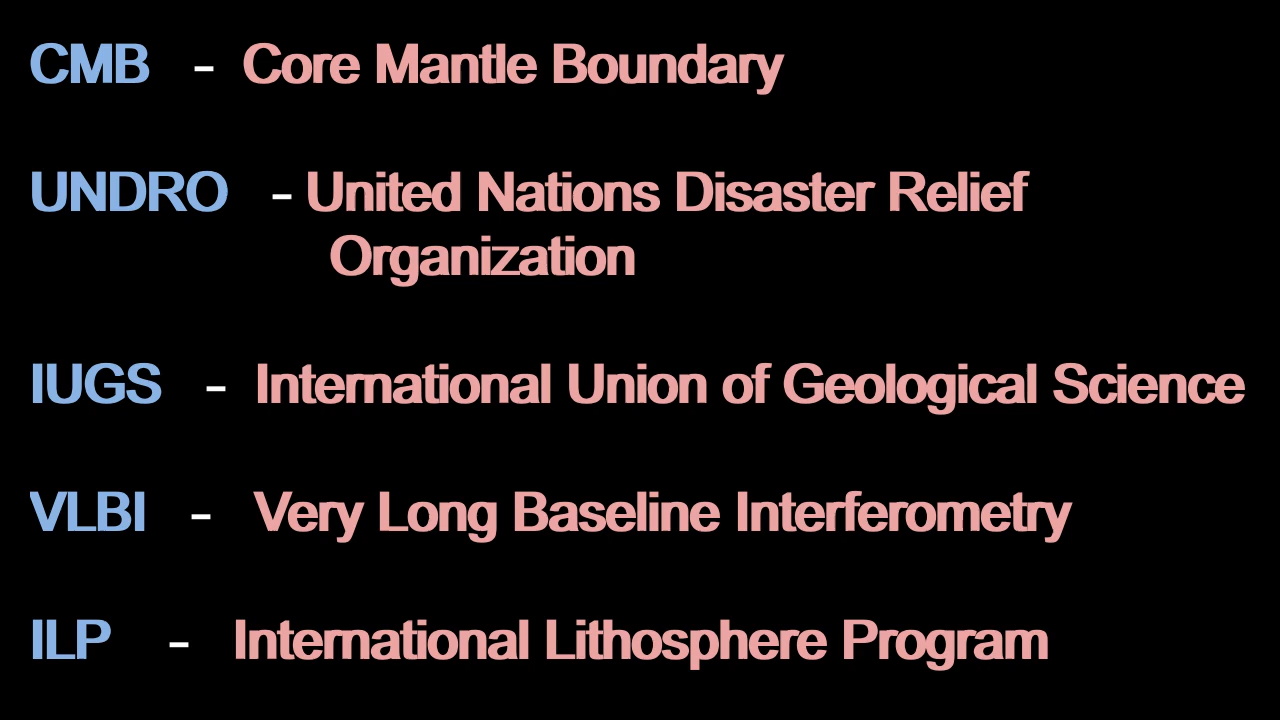 CMB - Core Mantle Boundary
UNDRO - United Nations Disaster Relief
Organization
IUGS - International Union of Geological Science
VLBI - Very Long Baseline Interferometry
ILP - International Lithosphere Program